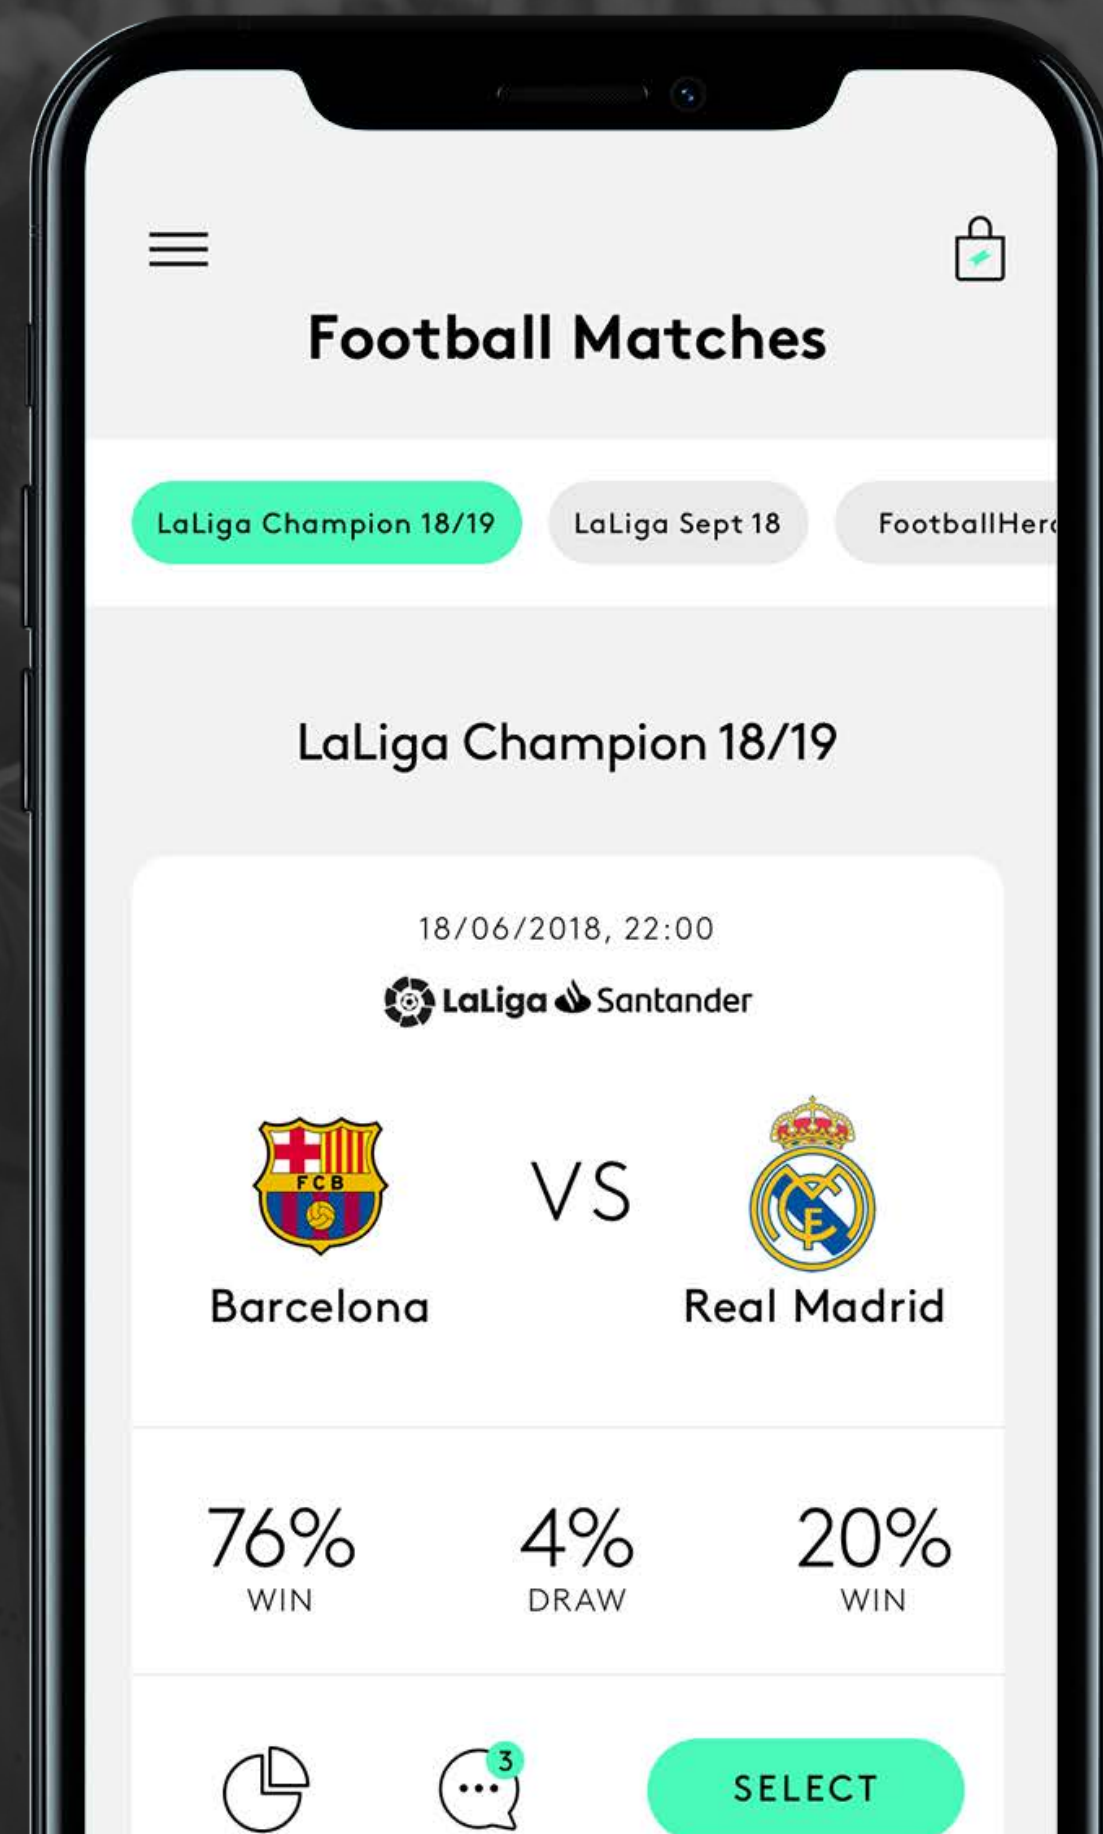 Football Matches
LaLiga Champion 18/19
LaLiga Sept 18
FootballHero
LaLiga Champion 18/19
18/06/2018, 22:00
LaLiga Santander
FCB
VS
Barcelona
Real Madrid
76%
4%
20%
WIN
DRAW
WIN
3
SELECT